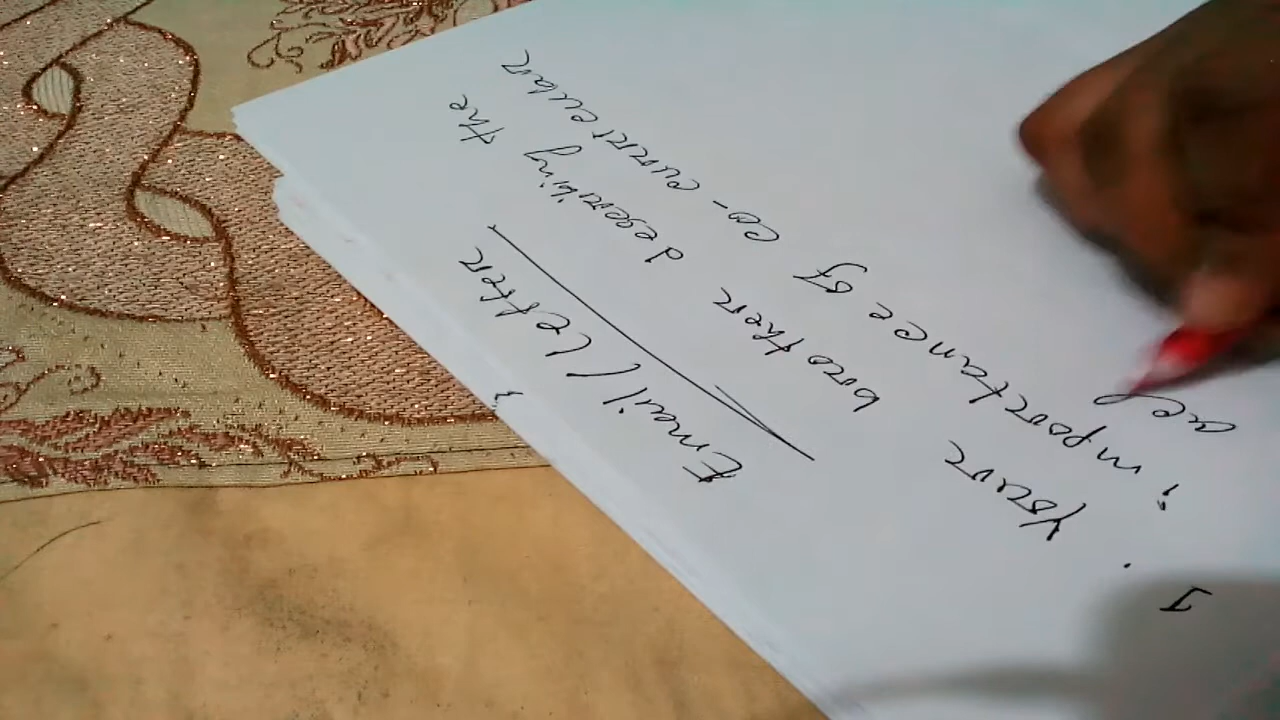 Email/Letter
1. Your brother describing the
importance of co-curricular